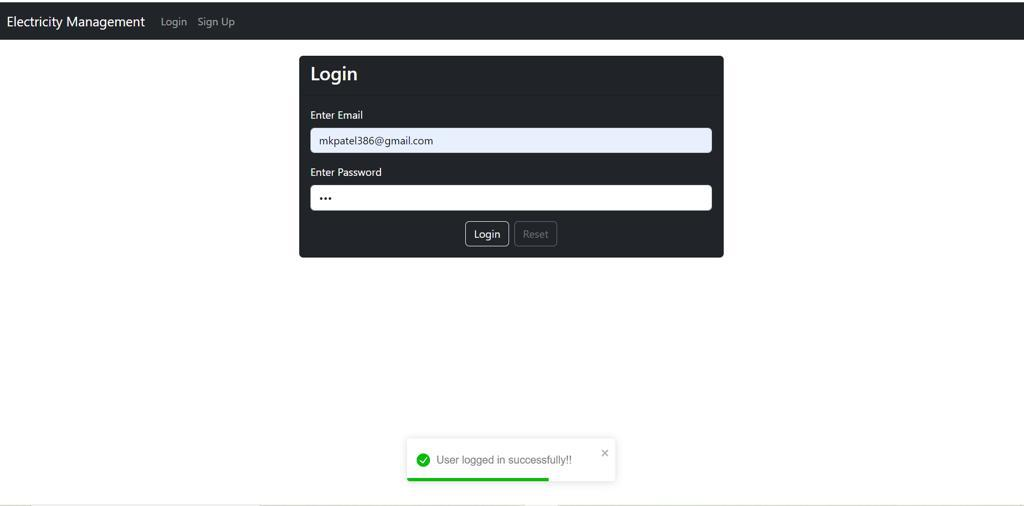 Electricity Management Login Sign Up
Login
Enter Email
mkpatel386@gmail.com
Enter Password
•••
Login Reset
User logged in successfully!! ×